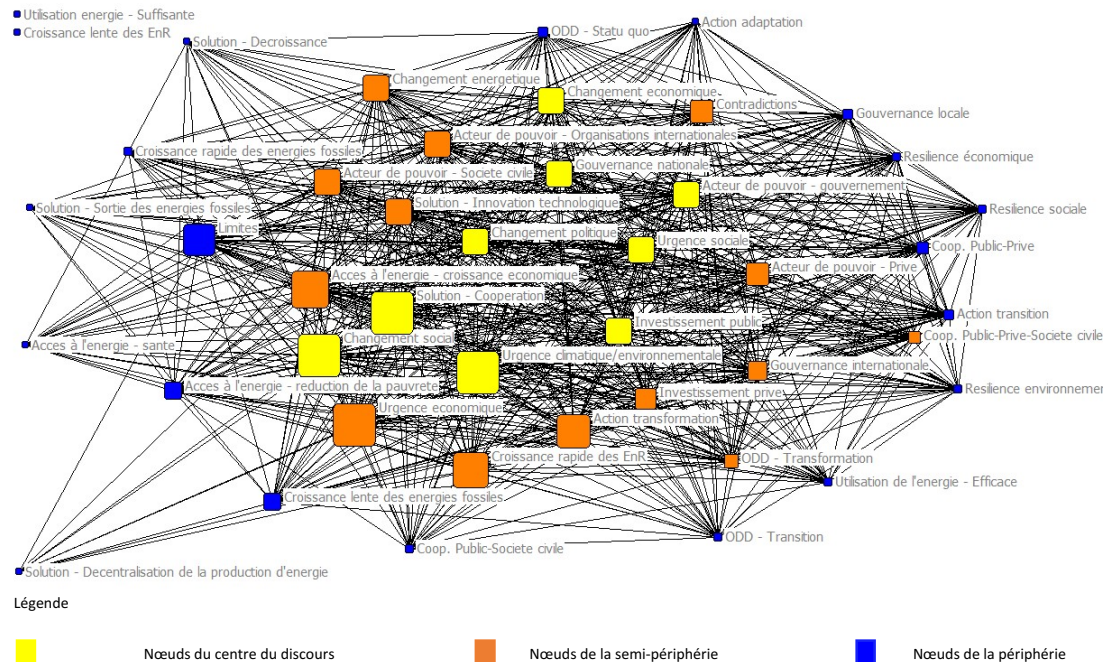 Utilisation energie - Suffisante
Croissance lente des EnR
Solution - Decroissance
ODD - Statu quo
Action adaptation
Changement energetique
Changement economique
Contradictions
Gouvernance locale
Acteur de pouvoir - Organisations internationales
Croissance rapide des energies fossiles
Gouvernance nationale
Resilience économique
Acteur de pouvoir - Societe civile
Acteur de pouvoir - gouvernement
Solution - Innovation technologique
Solution - Sortie des energies fossiles
Resilience sociale
Limites
Changement politique
Urgence sociale
Coop. Public-Prive
Acces à l'energie - croissance economique
Acteur de pouvoir - Prive
Solution - Cooperation
Action transition
Investissement public
Changement social
Coop. Public-Prive-Societe civile
Acces à l'energie - sante
Urgence climatique/environnementale
Gouvernance internationale
Acces à l'energie - reduction de la pauvrete
Resilience environnemen
Investissement prive
Urgence economique
Action transformation
Croissance rapide des EnR
ODD - Transformation
Utilisation de l'energie - Efficace
Croissance lente des energies fossiles
ODD - Transition
Coop. Public-Societe civile
Solution - Decentralisation de la production d'energie
Légende
Nœuds du centre du discours
Nœuds de la semi-périphérie
Nœuds de la périphérie